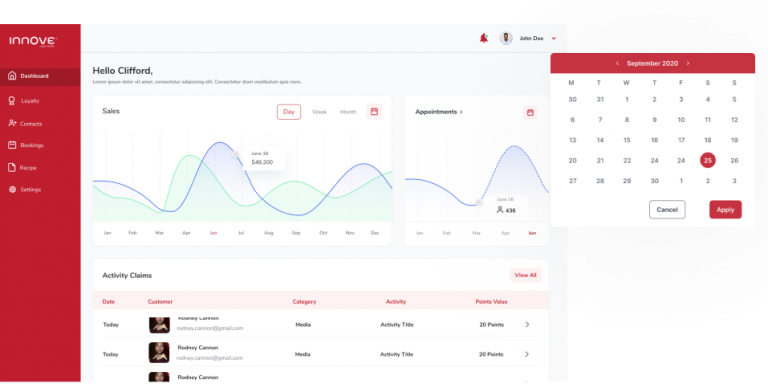 INNOVE
John Doe
Dashboard
Loyalty
Contacts
Bookings
Recipe
Settings
Hello Clifford,
Lorem ipsum dolor sit amet, consectetur adipiscing elit. Consectetur diam vestibulum quis nunc.
Sales
Day Week Month
June 10
$48.200
Jan Feb Mar Apr Jun Jul Aug Sep Oct Nov Dec
Appointments ›
June 10
436
Jan Feb Mar Apr Jun
Activity Claims
View All
Date Customer Category Activity Points Value
Today Rodney Cannon Media Activity Title 20 Points
rodney.cannon@gmail.com
Today Rodney Cannon Media Activity Title 20 Points
rodney.cannon@gmail.com
Rodney Cannon
‹ September 2020 ›
M T W T F S S
30 31 1 2 3 4 5
6 7 8 9 10 11 12
13 14 15 16 17 18 19
20 21 22 24 24 25 26
27 28 29 30 1 2 3
Cancel Apply